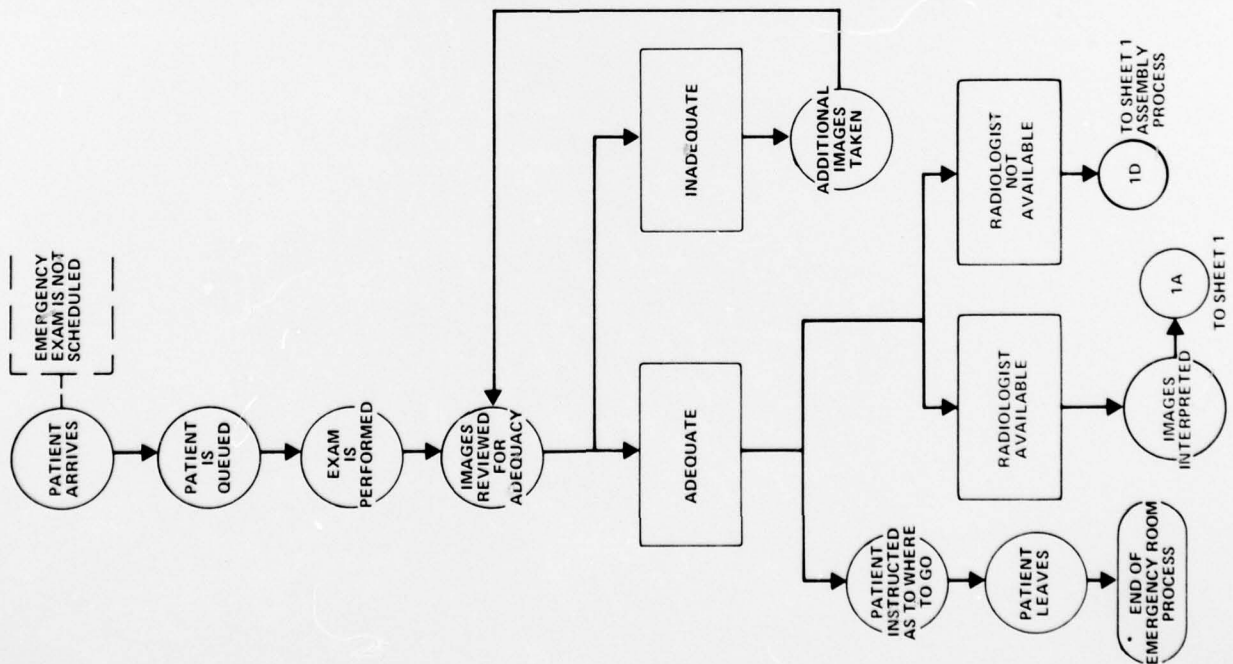 EMERGENCY
EXAM IS NOT
SCHEDULED
PATIENT
ARRIVES
PATIENT
IS
QUEUED
EXAM
IS
PERFORMED
IMAGES
REVIEWED
FOR
ADEQUACY
ADEQUATE
INADEQUATE
ADDITIONAL
IMAGES
TAKEN
PATIENT
INSTRUCTED
AS TO WHERE
TO GO
PATIENT
LEAVES
* END OF
EMERGENCY ROOM
PROCESS
RADIOLOGIST
AVAILABLE
IMAGES
INTERPRETED
1A
TO SHEET 1
RADIOLOGIST
NOT
AVAILABLE
1D
TO SHEET 1
ASSEMBLY
PROCESS